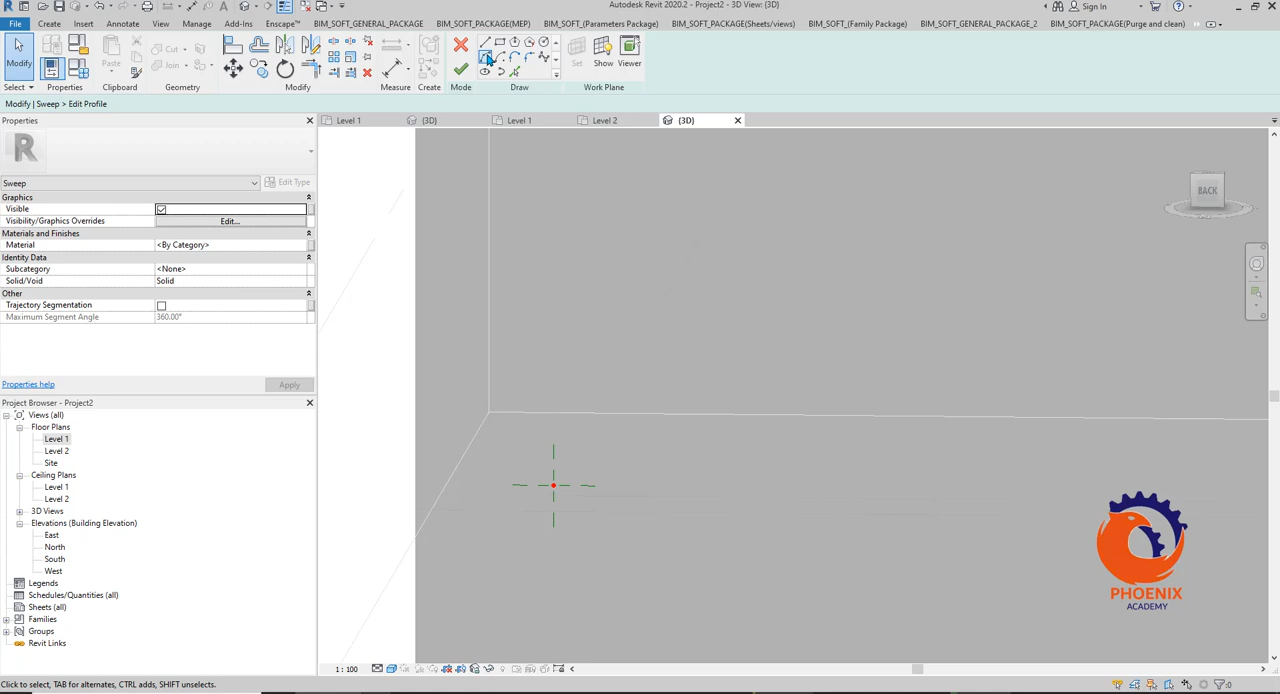 Autodesk Revit 2020.2 - Project2 - 3D View: {3D}
Sign In
File Create Annotate Insert View Manage Add-Ins Enscape™ BIM_SOFT_GENERAL_PACKAGE BIM_SOFT_PACKAGE(MEP) BIM_SOFT_(Parameters Package) BIM_SOFT_PACKAGE(Sheets/views) BIM_SOFT_(Family Package) BIM_SOFT_GENERAL_PACKAGE_2 BIM_SOFT_PACKAGE(Purge and clean)
Modify Paste Cut Join Set Show Viewer
Select Properties Clipboard Geometry Modify Measure Create Mode Draw Work Plane
Modify | Sweep > Edit Profile
Properties
Level 1 {3D} Level 1 Level 2 {3D}
R
Sweep Edit Type
Graphics
Visible
Visibility/Graphics Overrides Edit...
Materials and Finishes
Material <By Category>
Identity Data
Subcategory <None>
Solid/Void Solid
Other
Trajectory Segmentation
Maximum Segment Angle 360.00°
Properties help Apply
Project Browser - Project2
Views (all)
Floor Plans
Level 1
Level 2
Site
Ceiling Plans
Level 1
Level 2
3D Views
Elevations (Building Elevation)
East
North
South
West
Legends
Schedules/Quantities (all)
Sheets (all)
Families
Groups
Revit Links
BACK
PHOENIX
ACADEMY
1 : 100
Click to select, TAB for alternates, CTRL adds, SHIFT unselects.
:0